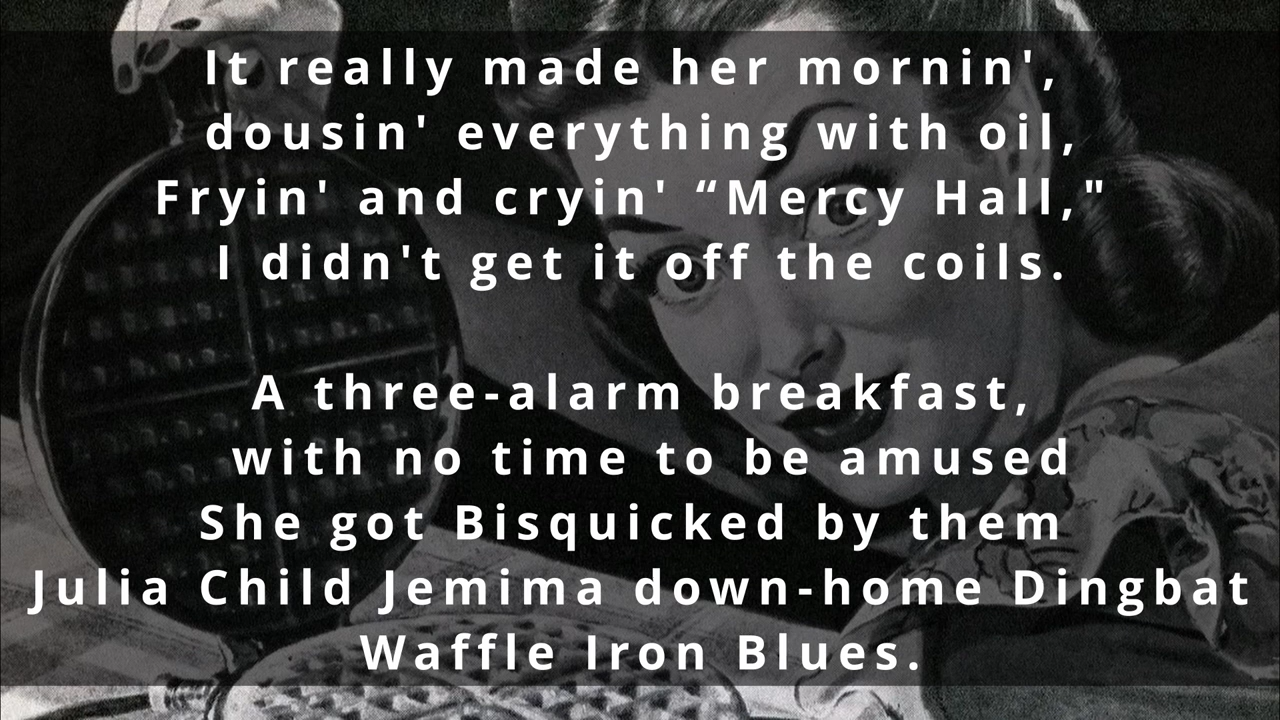 It really made her mornin',
dousin' everything with oil,
Fryin' and cryin' “Mercy Hall,"
I didn't get it off the coils.
A three-alarm breakfast,
with no time to be amused
She got Bisquicked by them
Julia Child Jemima down-home Dingbat
Waffle Iron Blues.